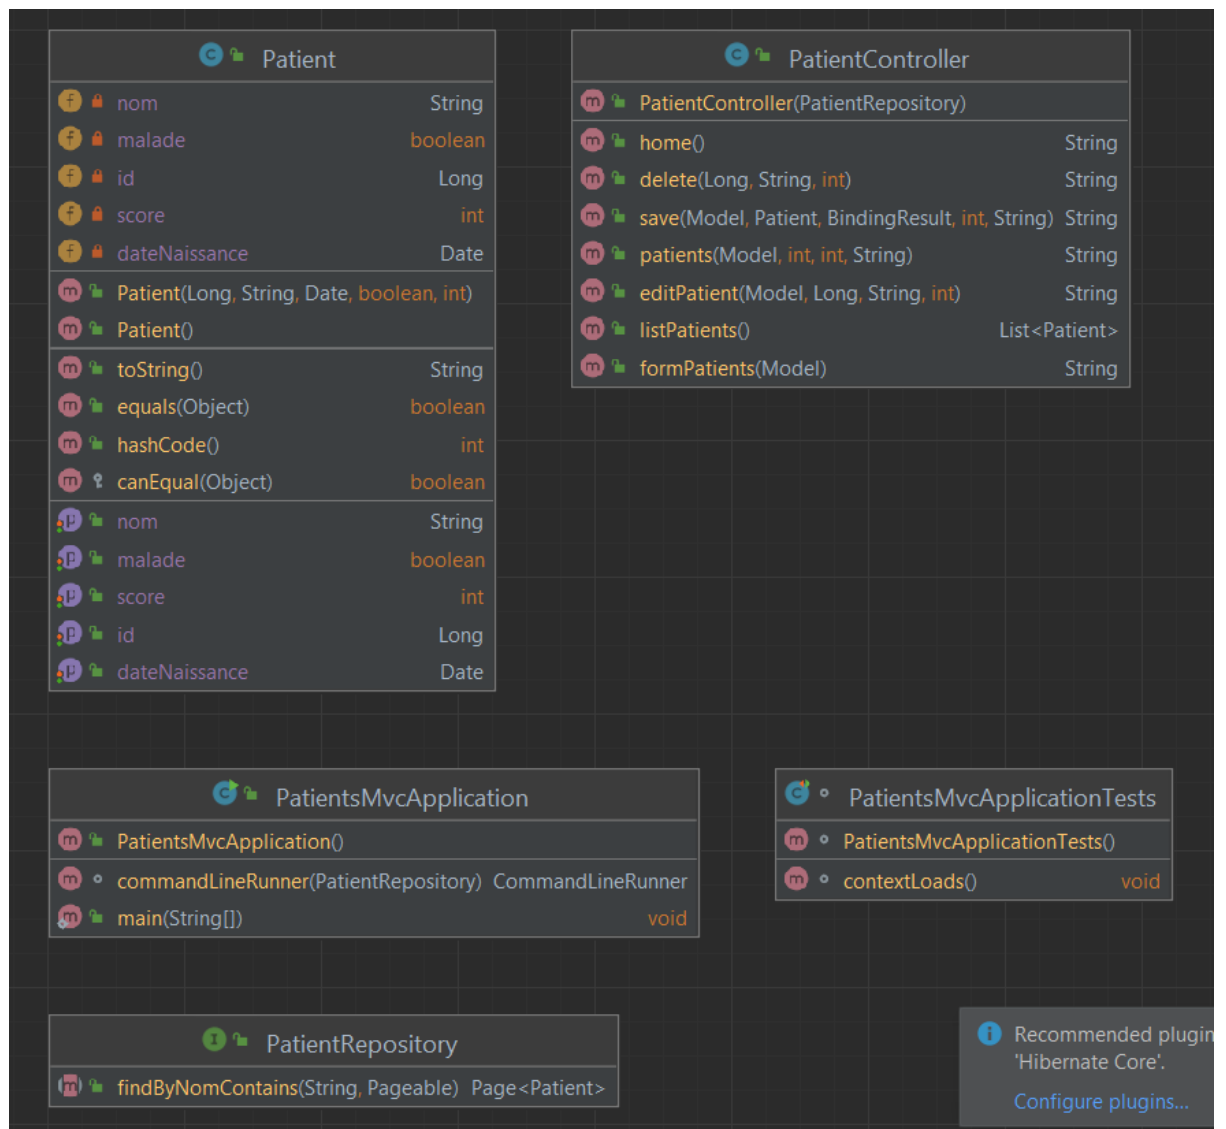 Patient
nom String
malade boolean
id Long
score int
dateNaissance Date
Patient(Long, String, Date, boolean, int)
Patient()
toString() String
equals(Object) boolean
hashCode() int
canEqual(Object) boolean
nom String
malade boolean
score int
id Long
dateNaissance Date
PatientController
PatientController(PatientRepository)
home() String
delete(Long, String, int) String
save(Model, Patient, BindingResult, int, String) String
patients(Model, int, int, String) String
editPatient(Model, Long, String, int) String
listPatients() List<Patient>
formPatients(Model) String
PatientsMvcApplication
PatientsMvcApplication()
commandLineRunner(PatientRepository) CommandLineRunner
main(String[]) void
PatientsMvcApplicationTests
PatientsMvcApplicationTests()
contextLoads() void
PatientRepository
findByNomContains(String, Pageable) Page<Patient>
Recommended plugin
'Hibernate Core'.
Configure plugins...